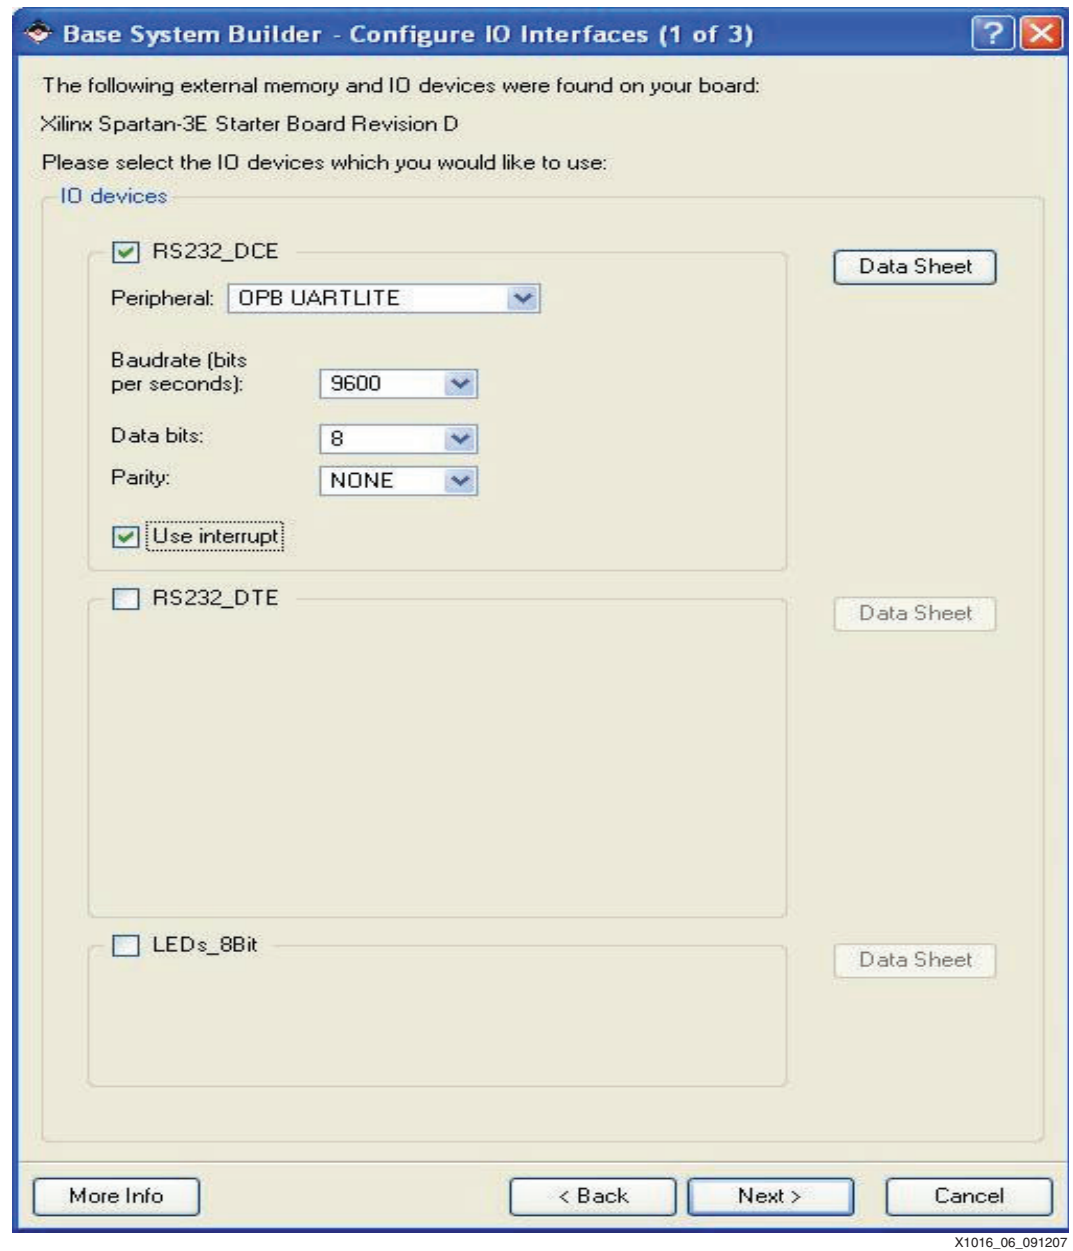 Base System Builder - Configure IO Interfaces (1 of 3)
The following external memory and IO devices were found on your board:
Xilinx Spartan-3E Starter Board Revision D
Please select the IO devices which you would like to use:
IO devices
RS232_DCE
Data Sheet
Peripheral: OPB UARTLITE
Baudrate (bits
per seconds): 9600
Data bits: 8
Parity: NONE
Use interrupt
RS232_DTE
Data Sheet
LEDs_8Bit
Data Sheet
More Info < Back Next > Cancel
X1016_06_091207